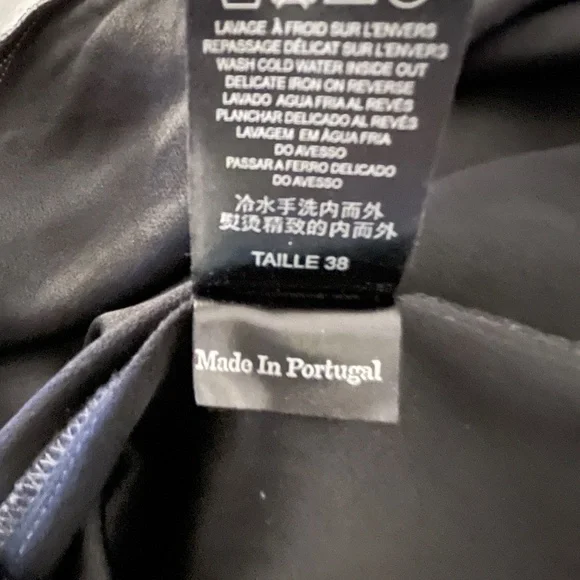 LAVAGE À FROID SUR L'ENVERS
REPASSAGE DÉLICAT SUR L'ENVERS
WASH COLD WATER INSIDE OUT
DELICATE IRON ON REVERSE
LAVADO AGUA FRIA AL REVÉS
PLANCHAR DELICADO AL REVÉS
LAVAGEM EM ÁGUA FRIA
DO AVESSO
PASSAR A FERRO DELICADO
DO AVESSO
冷水手洗内而外
熨烫精致的内而外
TAILLE 38
Made In Portugal